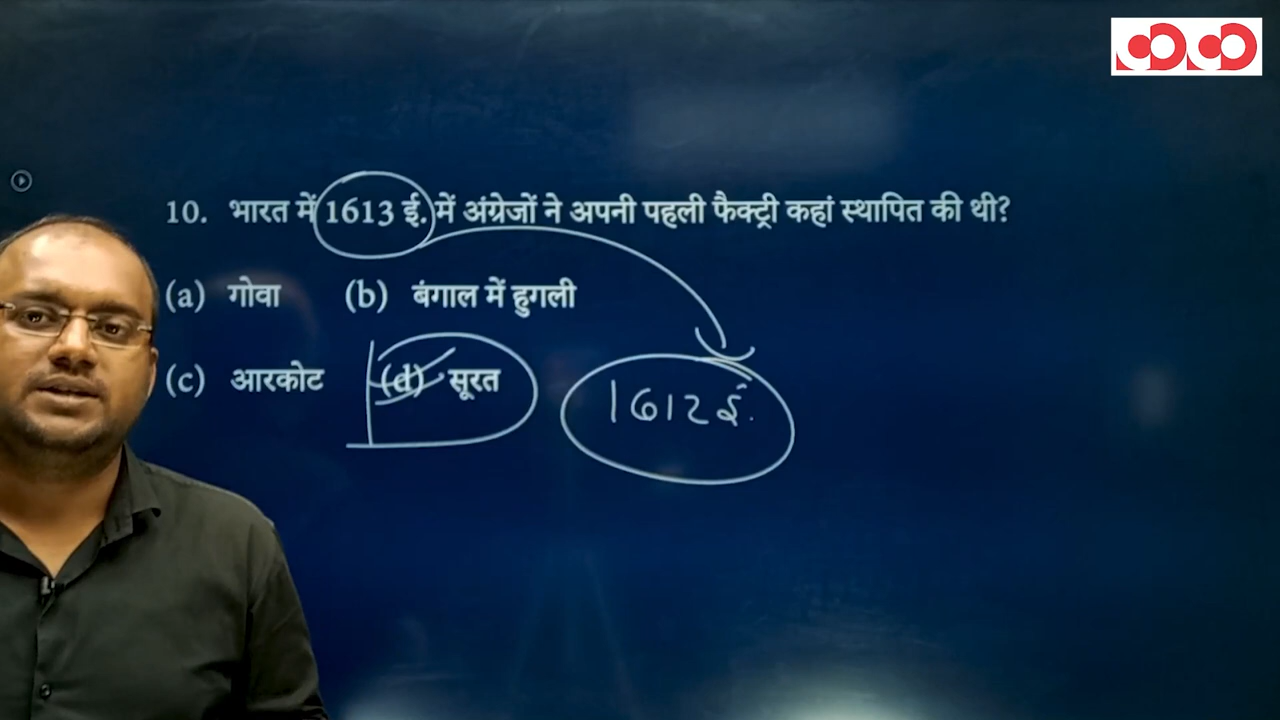 10. भारत में 1613 ई. में अंग्रेजों ने अपनी पहली फैक्ट्री कहां स्थापित की थी?
(a) गोवा (b) बंगाल में हुगली
(c) आरकोट (d) सूरत
1612 ई.